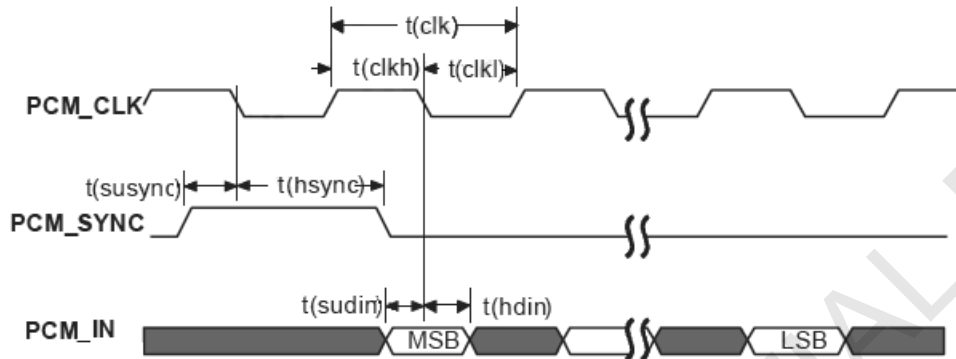 t(clk)
t(clkh) t(clkl)
PCM_CLK
t(susync) t(hsync)
PCM_SYNC
t(sudin) t(hdin)
PCM_IN MSB LSB